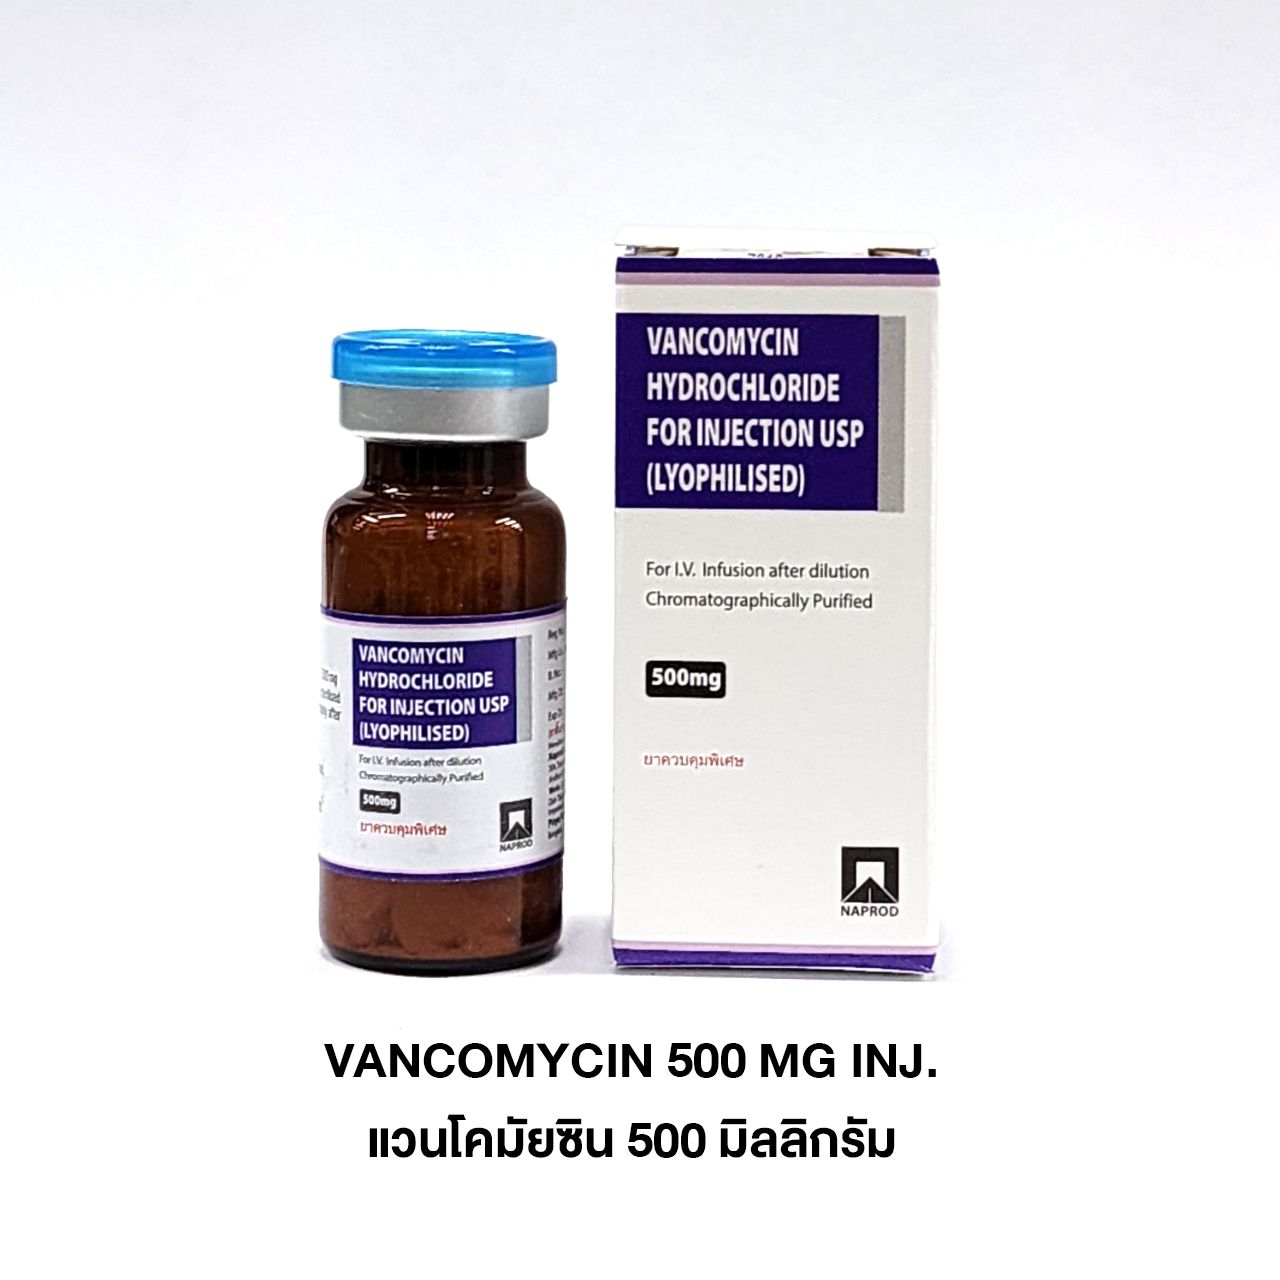 VANCOMYCIN
HYDROCHLORIDE
FOR INJECTION USP
(LYOPHILISED)
For I.V. Infusion after dilution
Chromatographically Purified
500mg
ยาควบคุมพิเศษ
NAPROD
VANCOMYCIN
HYDROCHLORIDE
FOR INJECTION USP
(LYOPHILISED)
For I.V. Infusion after dilution
Chromatographically Purified
500mg
ยาควบคุมพิเศษ
NAPROD
VANCOMYCIN 500 MG INJ.
แวนโคมัยซิน 500 มิลลิกรัม